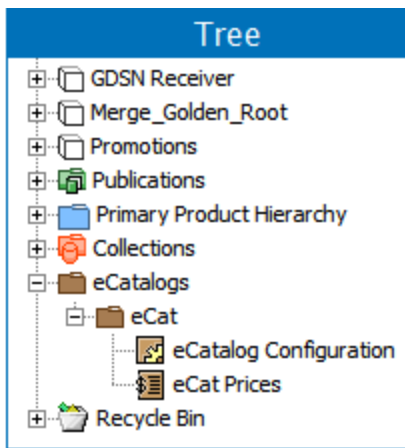 Tree
GDSN Receiver
Merge_Golden_Root
Promotions
Publications
Primary Product Hierarchy
Collections
eCatalogs
eCat
eCatalog Configuration
eCat Prices
Recycle Bin